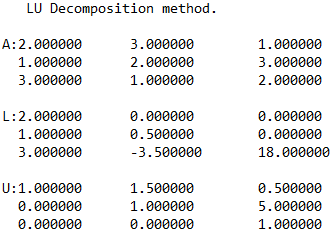 LU Decomposition method.
A:2.000000 3.000000 1.000000
1.000000 2.000000 3.000000
3.000000 1.000000 2.000000
L:2.000000 0.000000 0.000000
1.000000 0.500000 0.000000
3.000000 -3.500000 18.000000
U:1.000000 1.500000 0.500000
0.000000 1.000000 5.000000
0.000000 0.000000 1.000000